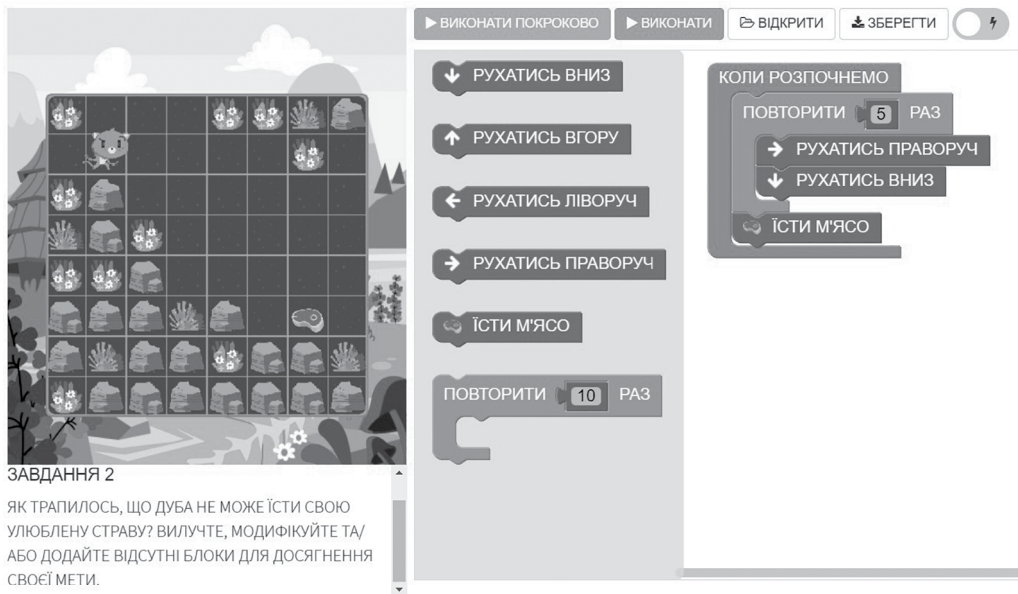 ВИКОНАТИ ПОКРОКОВО ВИКОНАТИ ВІДКРИТИ ЗБЕРЕГТИ
РУХАТИСЬ ВНИЗ
РУХАТИСЬ ВГОРУ
РУХАТИСЬ ЛІВОРУЧ
РУХАТИСЬ ПРАВОРУЧ
ЇСТИ М'ЯСО
ПОВТОРИТИ 10 РАЗ
КОЛИ РОЗПОЧНЕМО
ПОВТОРИТИ 5 РАЗ
РУХАТИСЬ ПРАВОРУЧ
РУХАТИСЬ ВНИЗ
ЇСТИ М'ЯСО
ЗАВДАННЯ 2
ЯК ТРАПИЛОСЬ, ЩО ДУБА НЕ МОЖЕ ЇСТИ СВОЮ
УЛЮБЛЕНУ СТРАВУ? ВИЛУЧТЕ, МОДИФІКУЙТЕ ТА/
АБО ДОДАЙТЕ ВІДСУТНІ БЛОКИ ДЛЯ ДОСЯГНЕННЯ
СВОЄЇ МЕТИ.